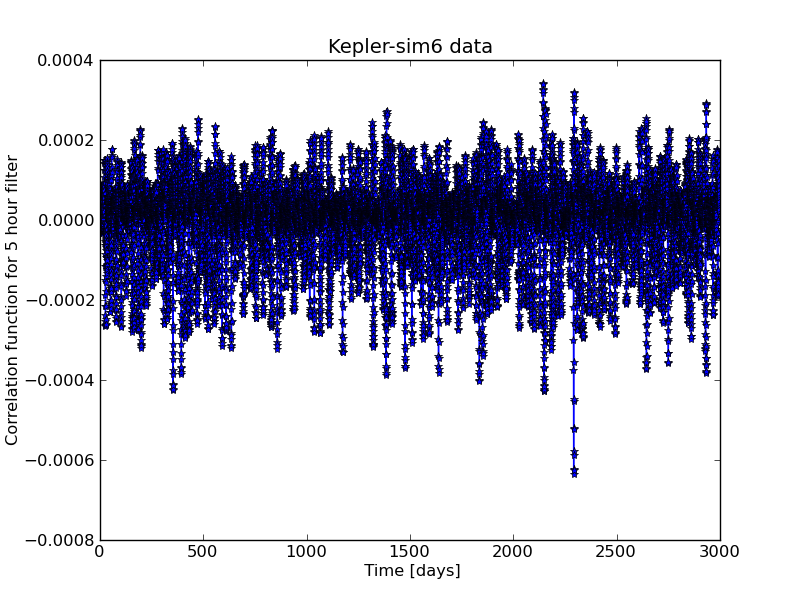 Kepler-sim6 data
Correlation function for 5 hour filter
0.0004
0.0002
0.0000
−0.0002
−0.0004
−0.0006
−0.0008
0 500 1000 1500 2000 2500 3000
Time [days]